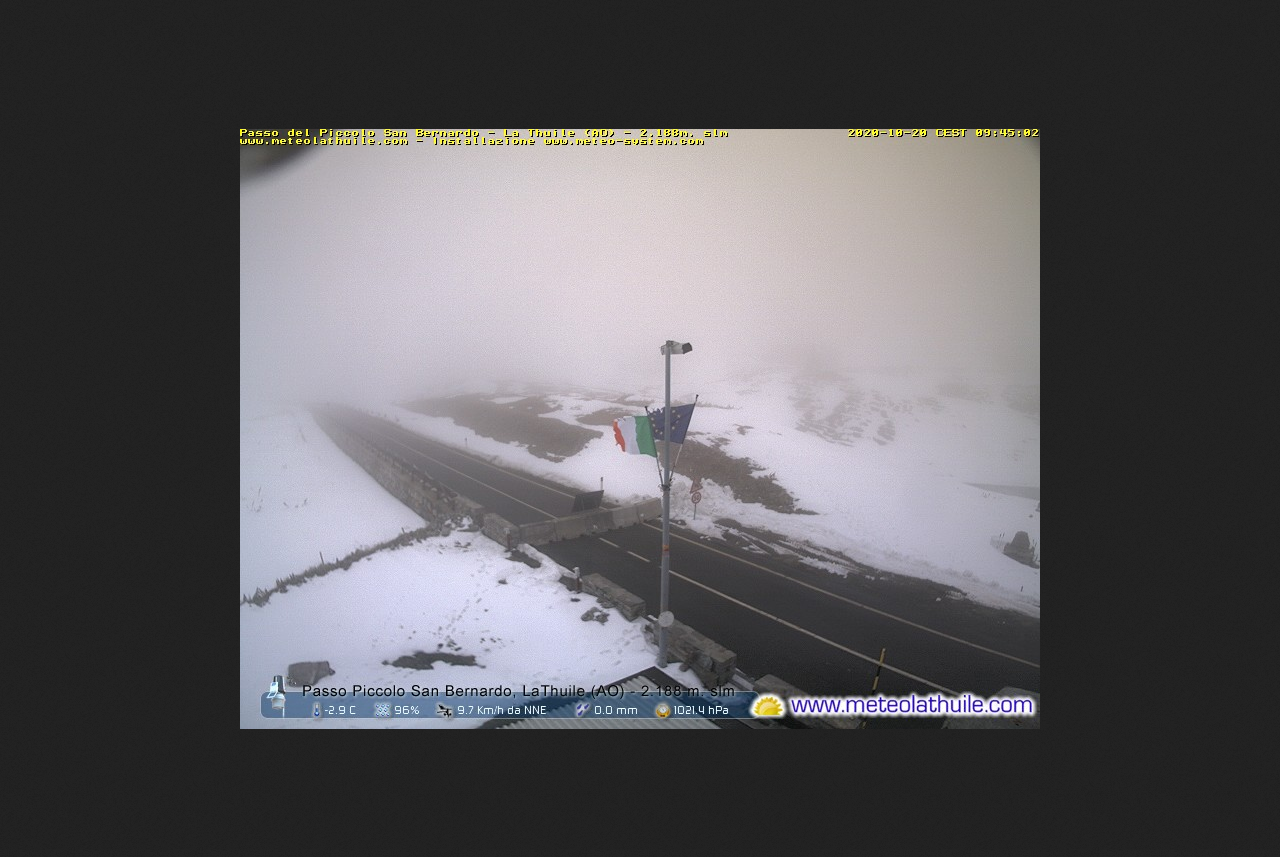 Passo del Piccolo San Bernardo - La Thuile (AO) - 2.188m. slm
2020-10-20 CEST 09:45:02
www.meteolathuile.com - Installazione www.meteo-system.com
Passo Piccolo San Bernardo, LaThuile (AO) - 2.188 m. slm
-2.9 C 96% 9.7 Km/h da NNE 0.0 mm 1021.4 hPa
www.meteolathuile.com